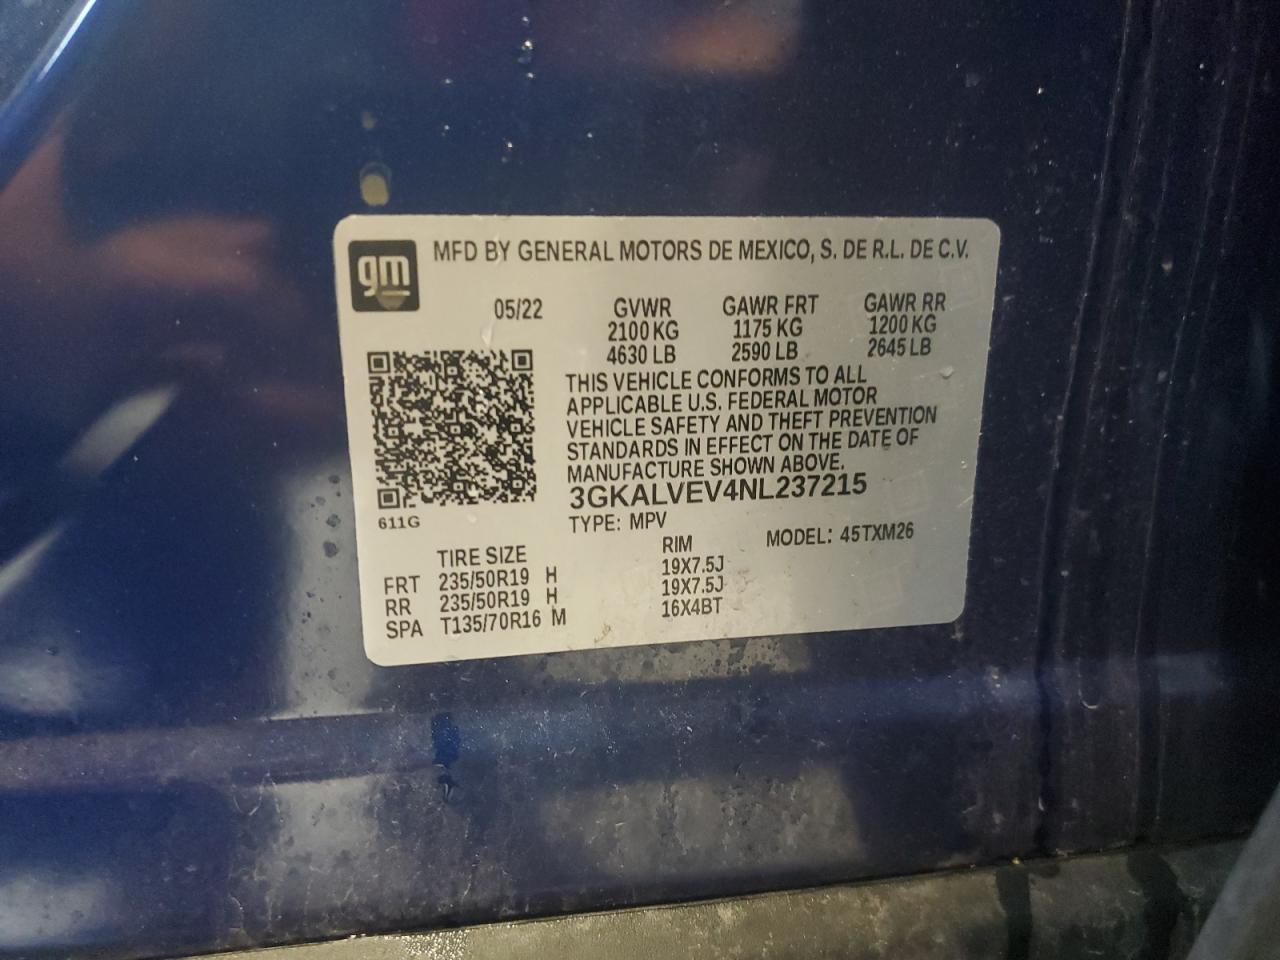 gm
MFD BY GENERAL MOTORS DE MEXICO, S. DE R.L. DE C.V.
05/22 GVWR GAWR FRT GAWR RR
2100 KG 1175 KG 1200 KG
4630 LB 2590 LB 2645 LB
THIS VEHICLE CONFORMS TO ALL
APPLICABLE U.S. FEDERAL MOTOR
VEHICLE SAFETY AND THEFT PREVENTION
STANDARDS IN EFFECT ON THE DATE OF
MANUFACTURE SHOWN ABOVE.
3GKALVEV4NL237215
611G
TYPE: MPV MODEL: 45TXM26
TIRE SIZE RIM
FRT 235/50R19 H 19X7.5J
RR 235/50R19 H 19X7.5J
SPA T135/70R16 M 16X4BT